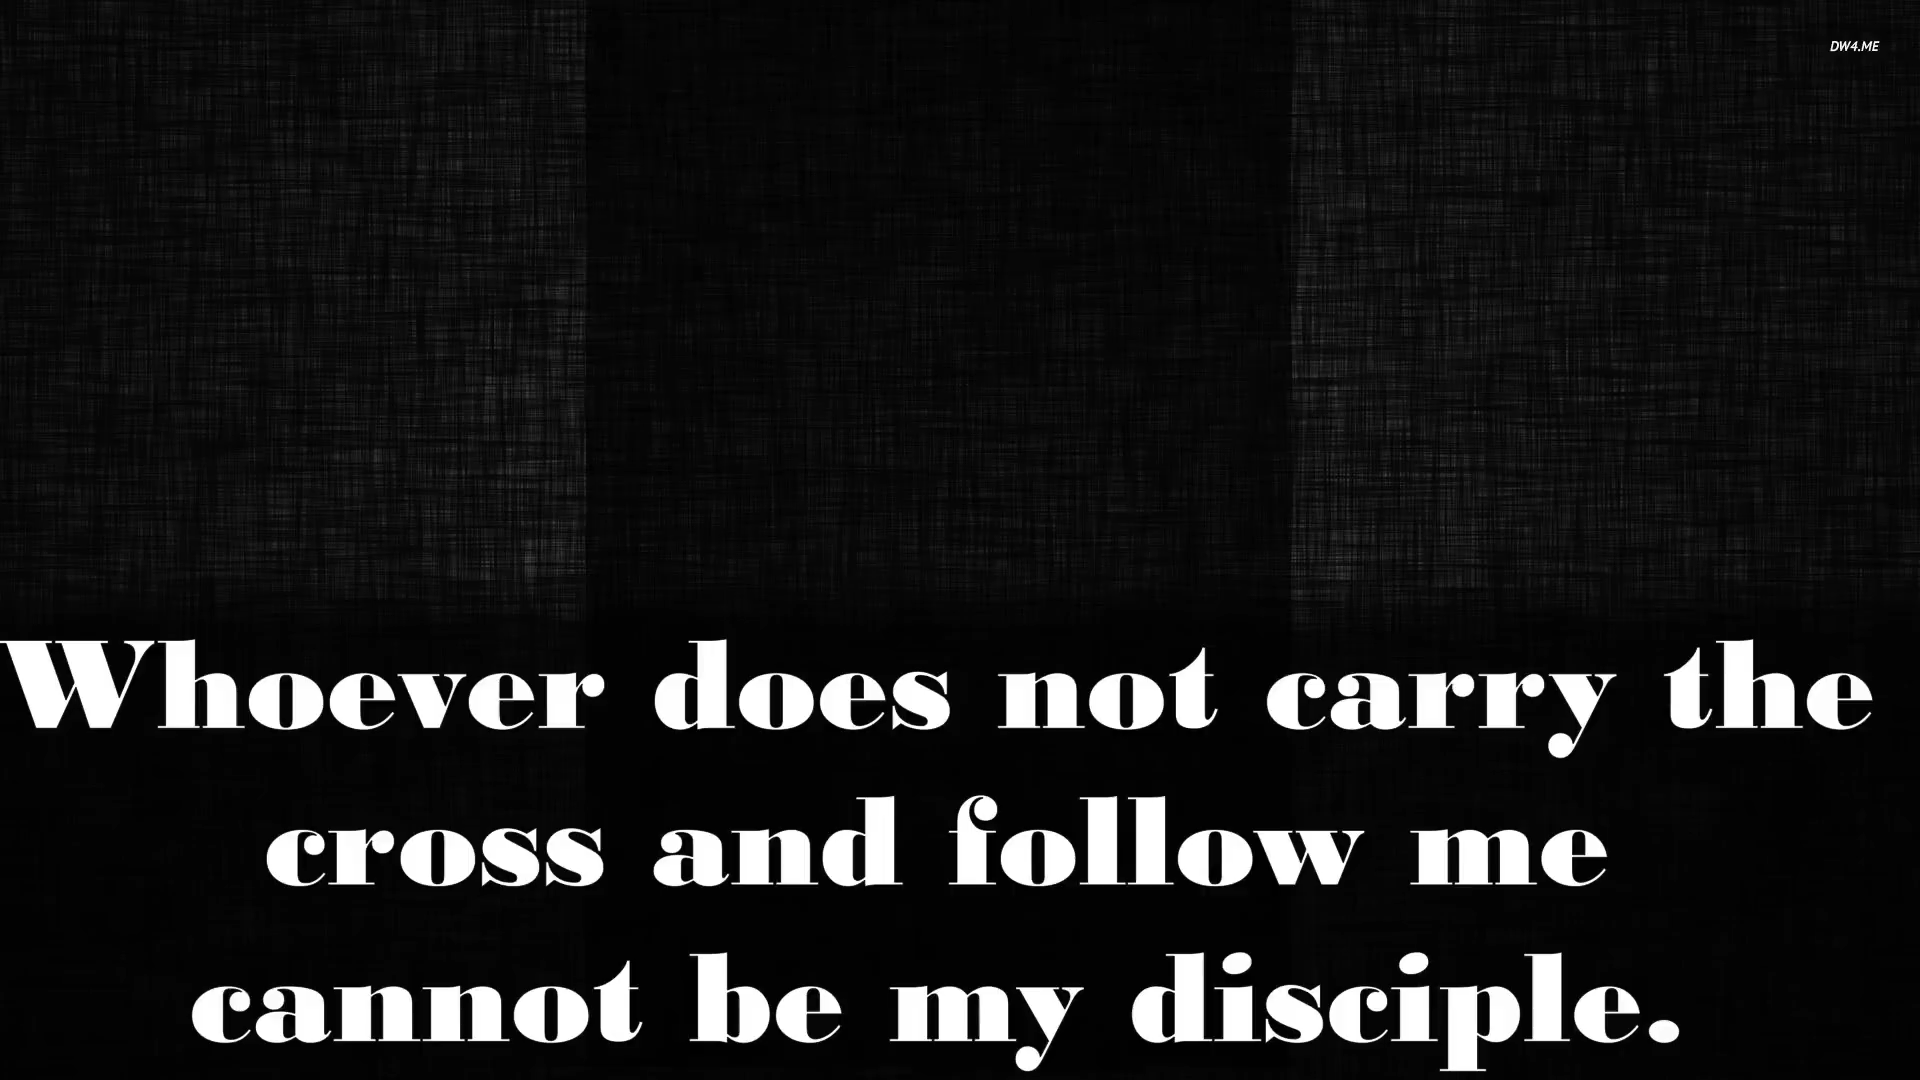 DW4.ME
Whoever does not carry the
cross and follow me
cannot be my disciple.